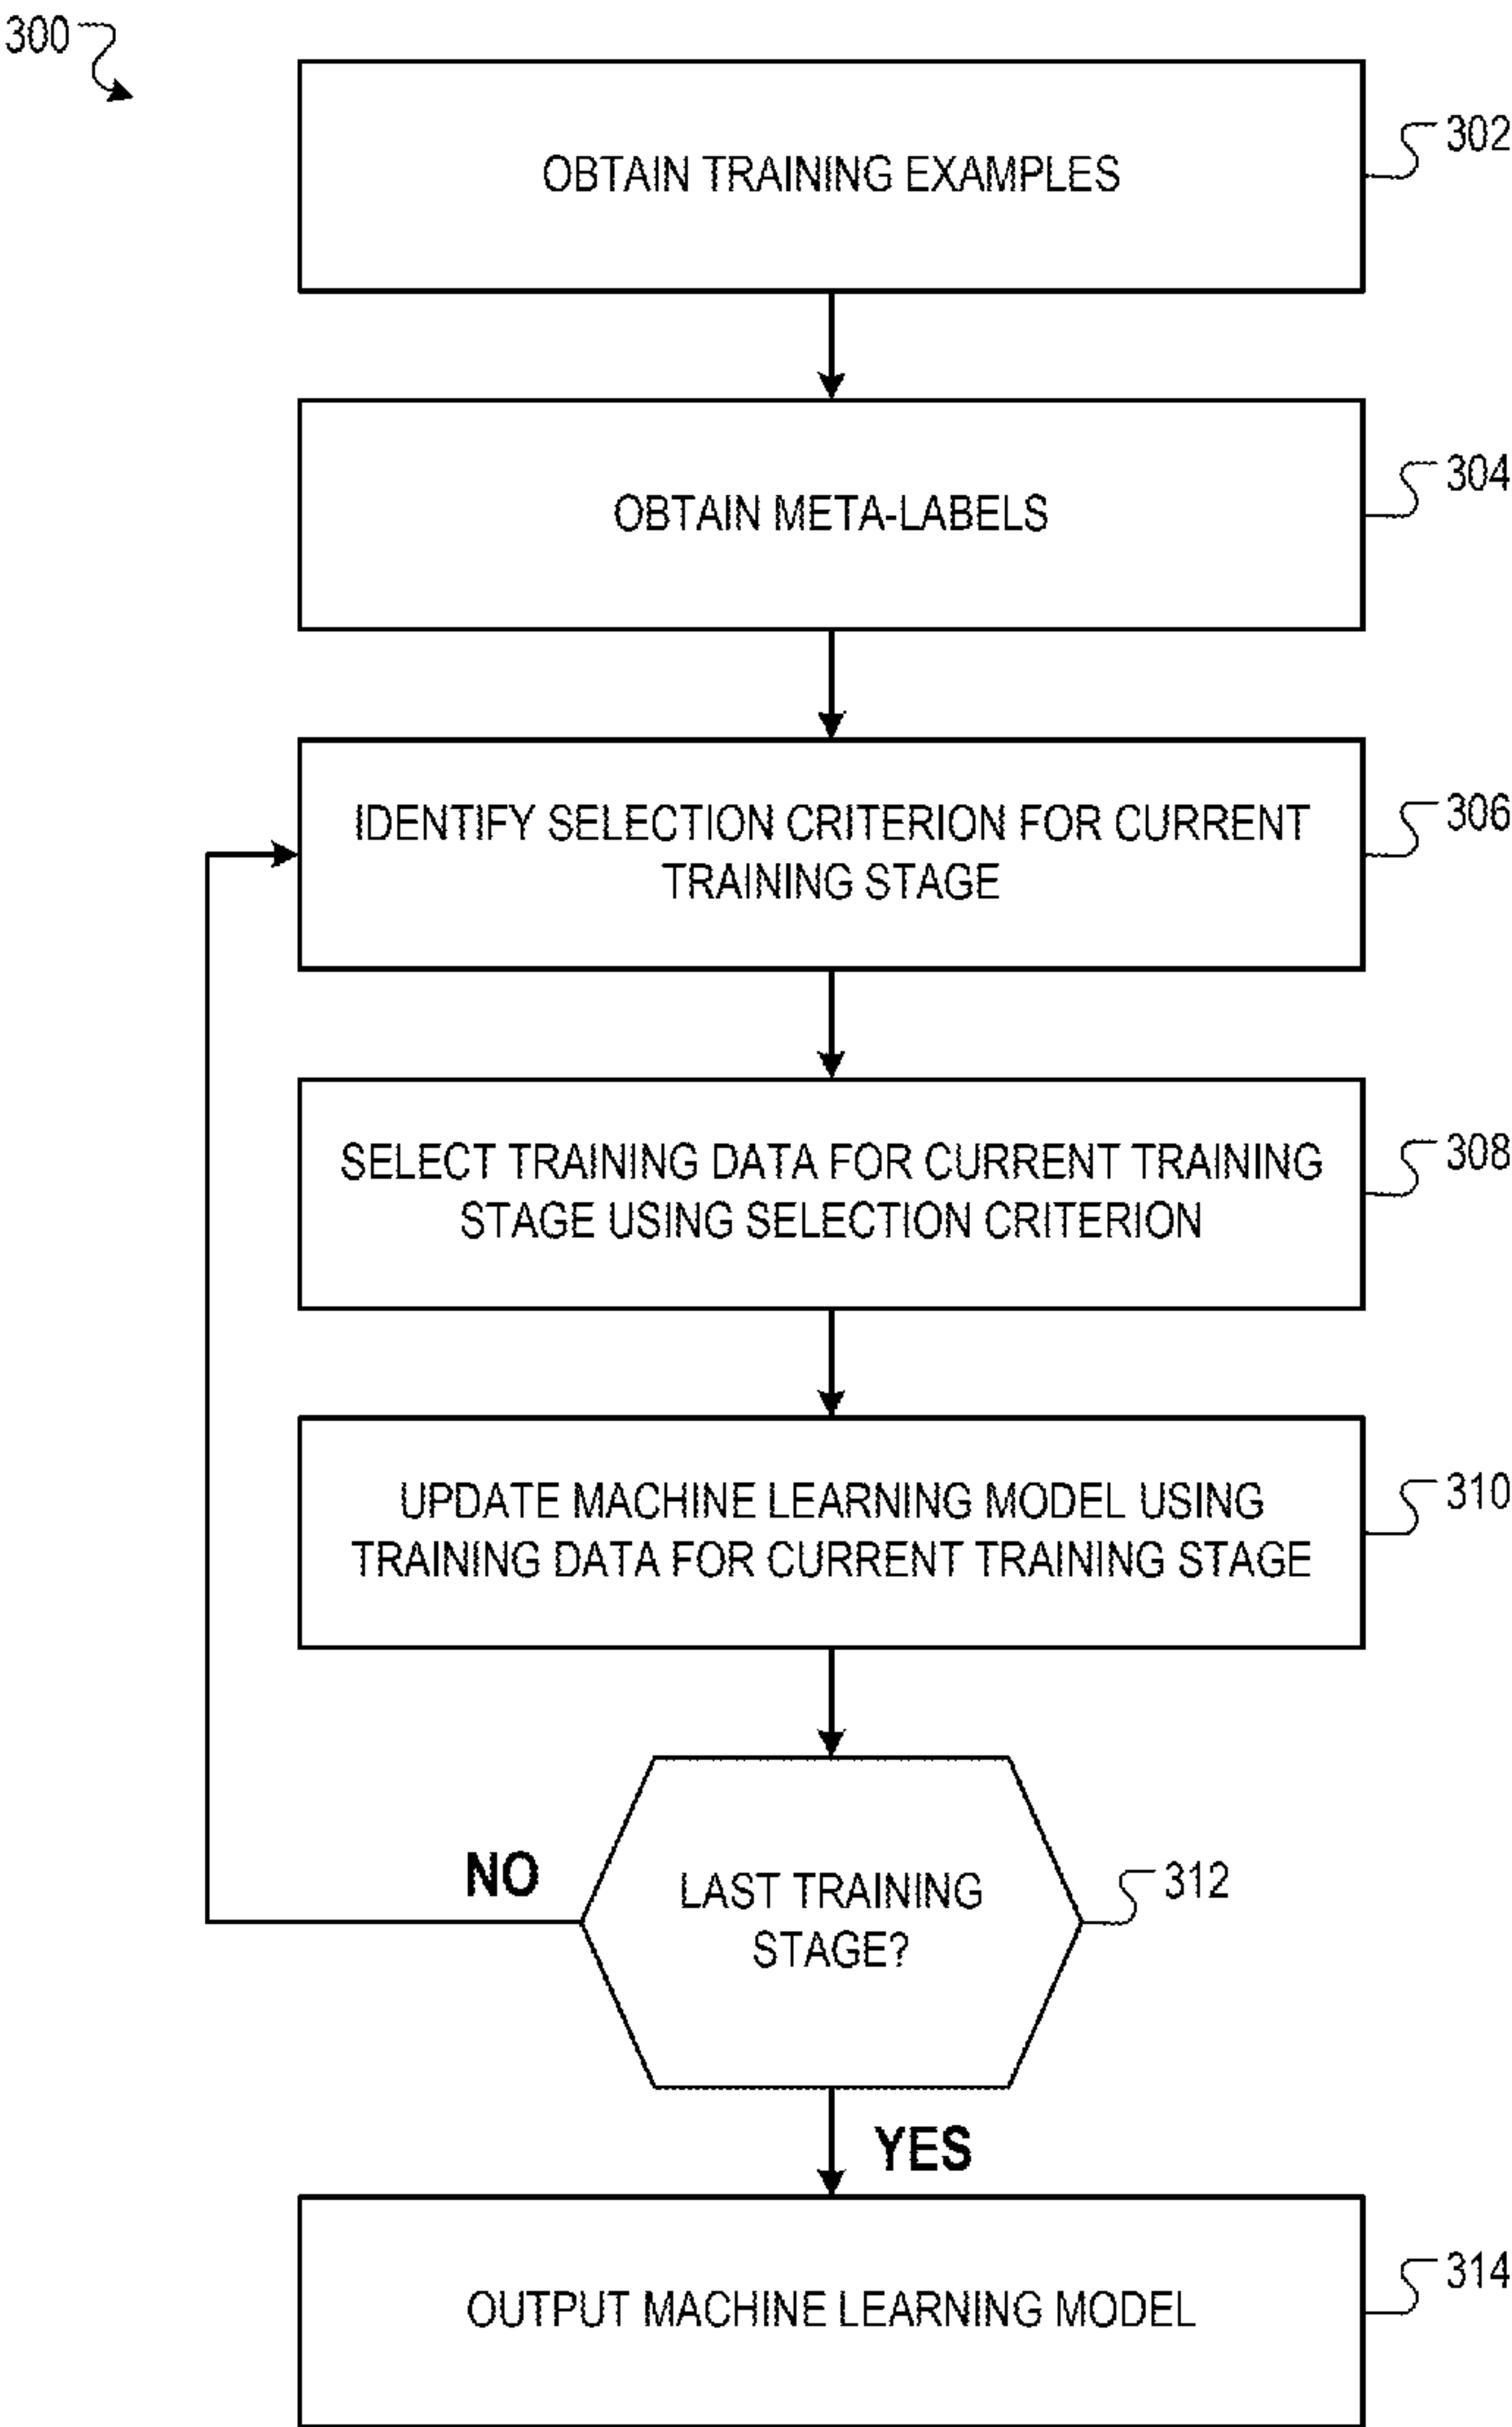 300
OBTAIN TRAINING EXAMPLES
302
OBTAIN META-LABELS
304
IDENTIFY SELECTION CRITERION FOR CURRENT
TRAINING STAGE
306
SELECT TRAINING DATA FOR CURRENT TRAINING
STAGE USING SELECTION CRITERION
308
UPDATE MACHINE LEARNING MODEL USING
TRAINING DATA FOR CURRENT TRAINING STAGE
310
NO
LAST TRAINING
STAGE?
312
YES
OUTPUT MACHINE LEARNING MODEL
314